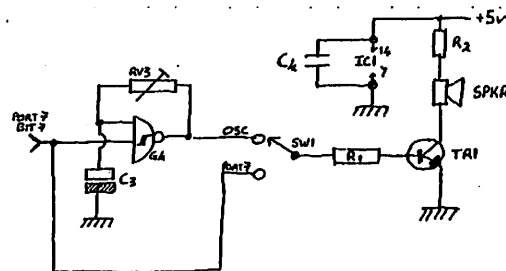 +5v
14
C4
IC1
7
R2
SPKR
RV3
PORT 7
BIT 7
G4
OSC
SW1
R1
TR1
C3
PORT 7